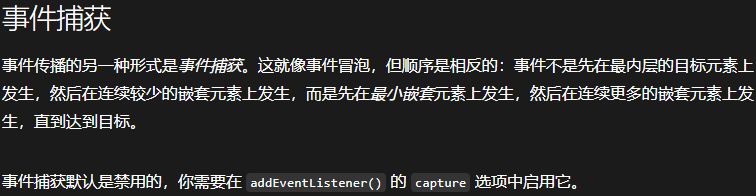 事件捕获
事件传播的另一种形式是事件捕获。这就像事件冒泡，但顺序是相反的：事件不是先在最内层的目标元素上
发生，然后在连续较少的嵌套元素上发生，而是先在最小嵌套元素上发生，然后在连续更多的嵌套元素上发
生，直到达到目标。
事件捕获默认是禁用的，你需要在 addEventListener() 的 capture 选项中启用它。